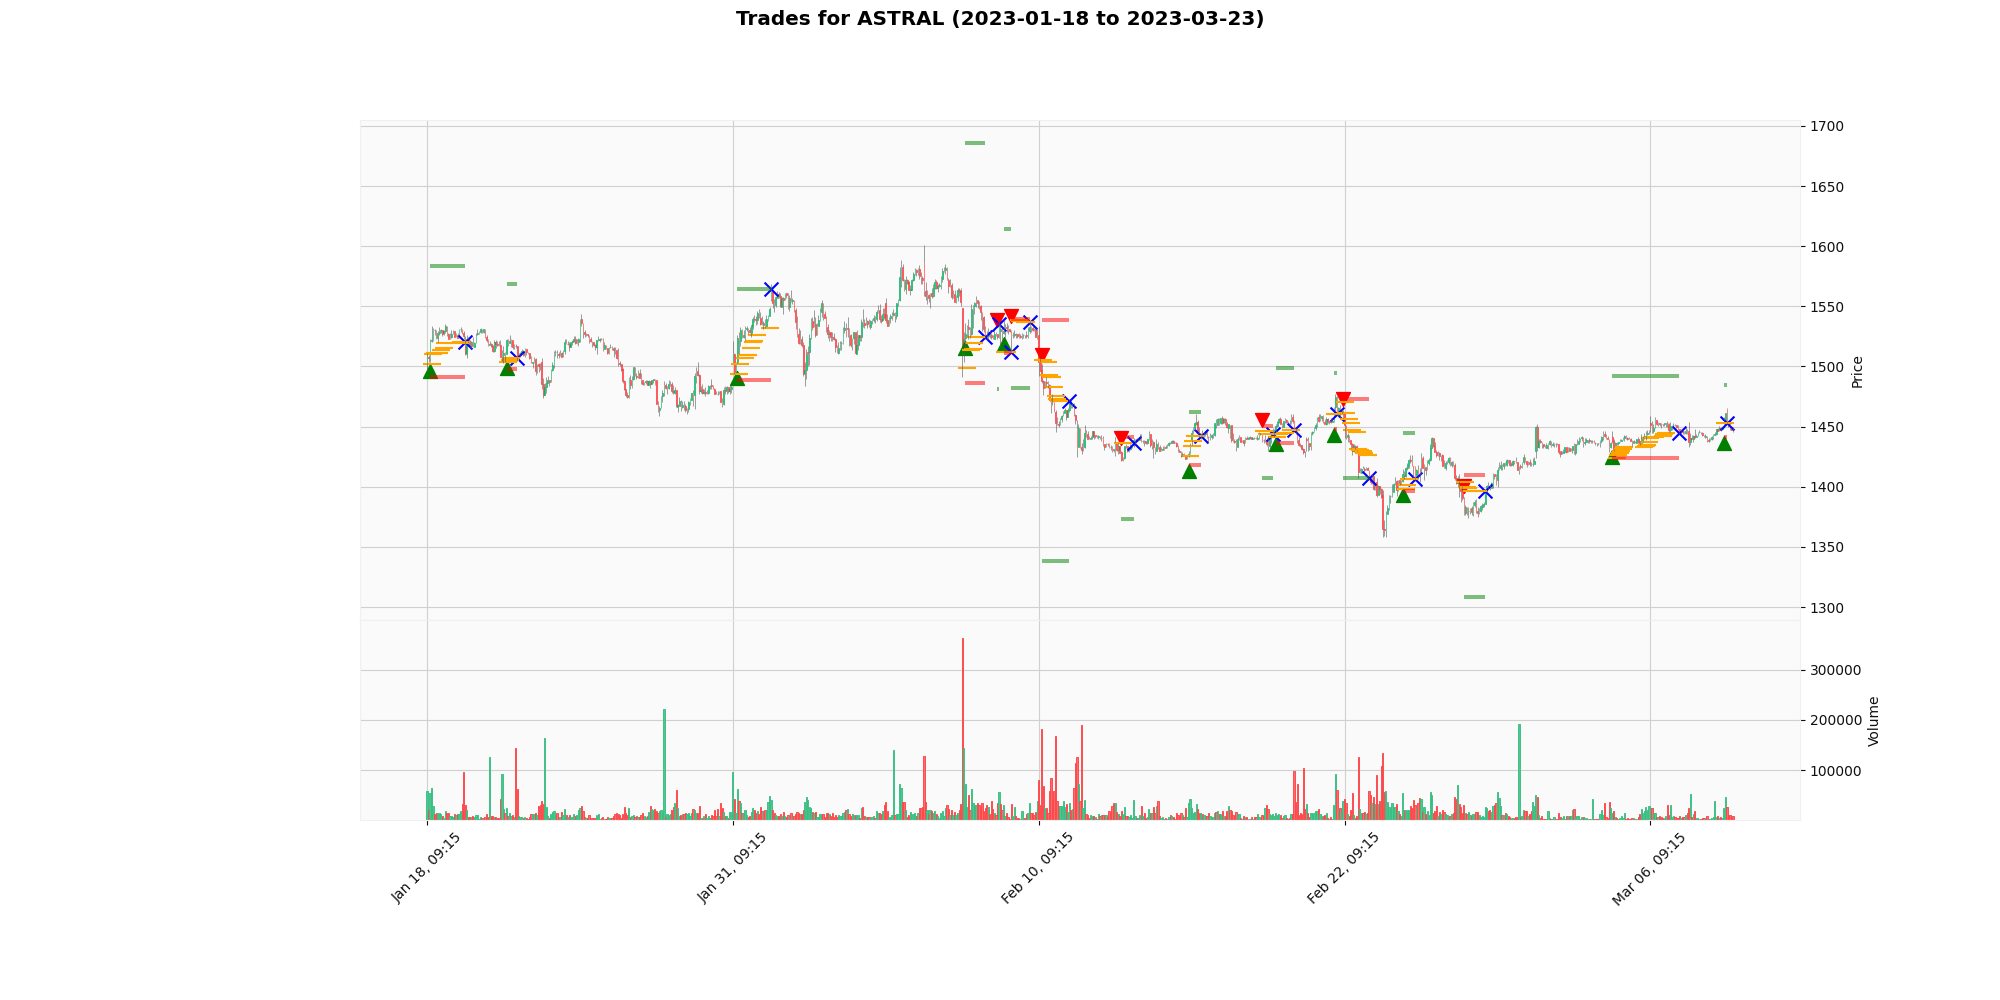 Trades for ASTRAL (2023-01-18 to 2023-03-23)
1700
1650
1600
1550
1500
1450
1400
1350
1300
Price
300000
200000
100000
Volume
Jan 18, 09:15
Jan 31, 09:15
Feb 10, 09:15
Feb 22, 09:15
Mar 06, 09:15